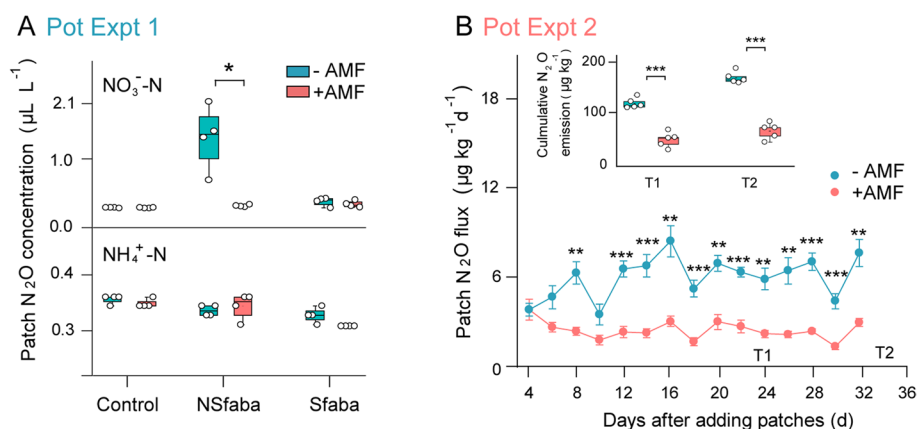 A Pot Expt 1
Patch N₂O concentration (µL L⁻¹)
NO₃⁻-N
- AMF
+AMF
*
2.1
1.0
0.0
NH₄⁺-N
0.4
0.3
Control NSfaba Sfaba
B Pot Expt 2
Culmulative N₂O
emission (µg kg⁻¹)
200
100
0
***
***
T1 T2
Patch N₂O flux (µg kg⁻¹d⁻¹)
18
12
6
0
- AMF
+AMF
** *** *** ** *** ** *** ** ** *** *** **
T1 T2
4 8 12 16 20 24 28 32 36
Days after adding patches (d)